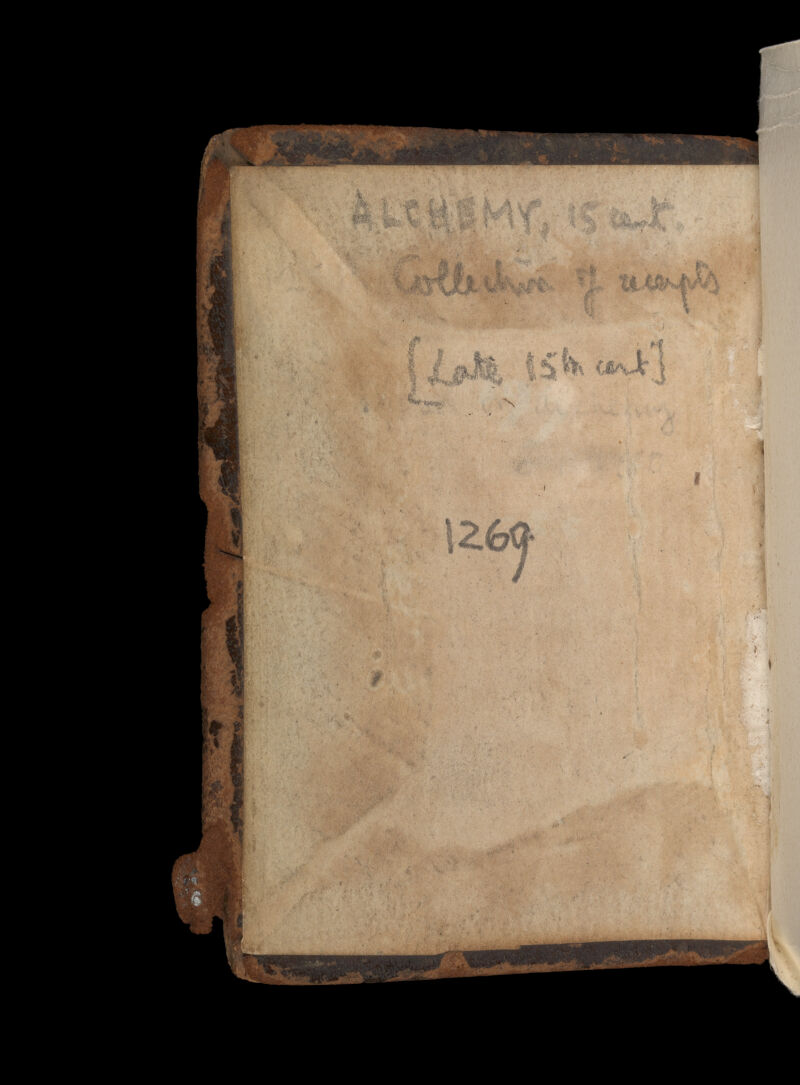 ALCHEMY, 15 cent.
Collection of receipts
[Late 15th cent]
1269